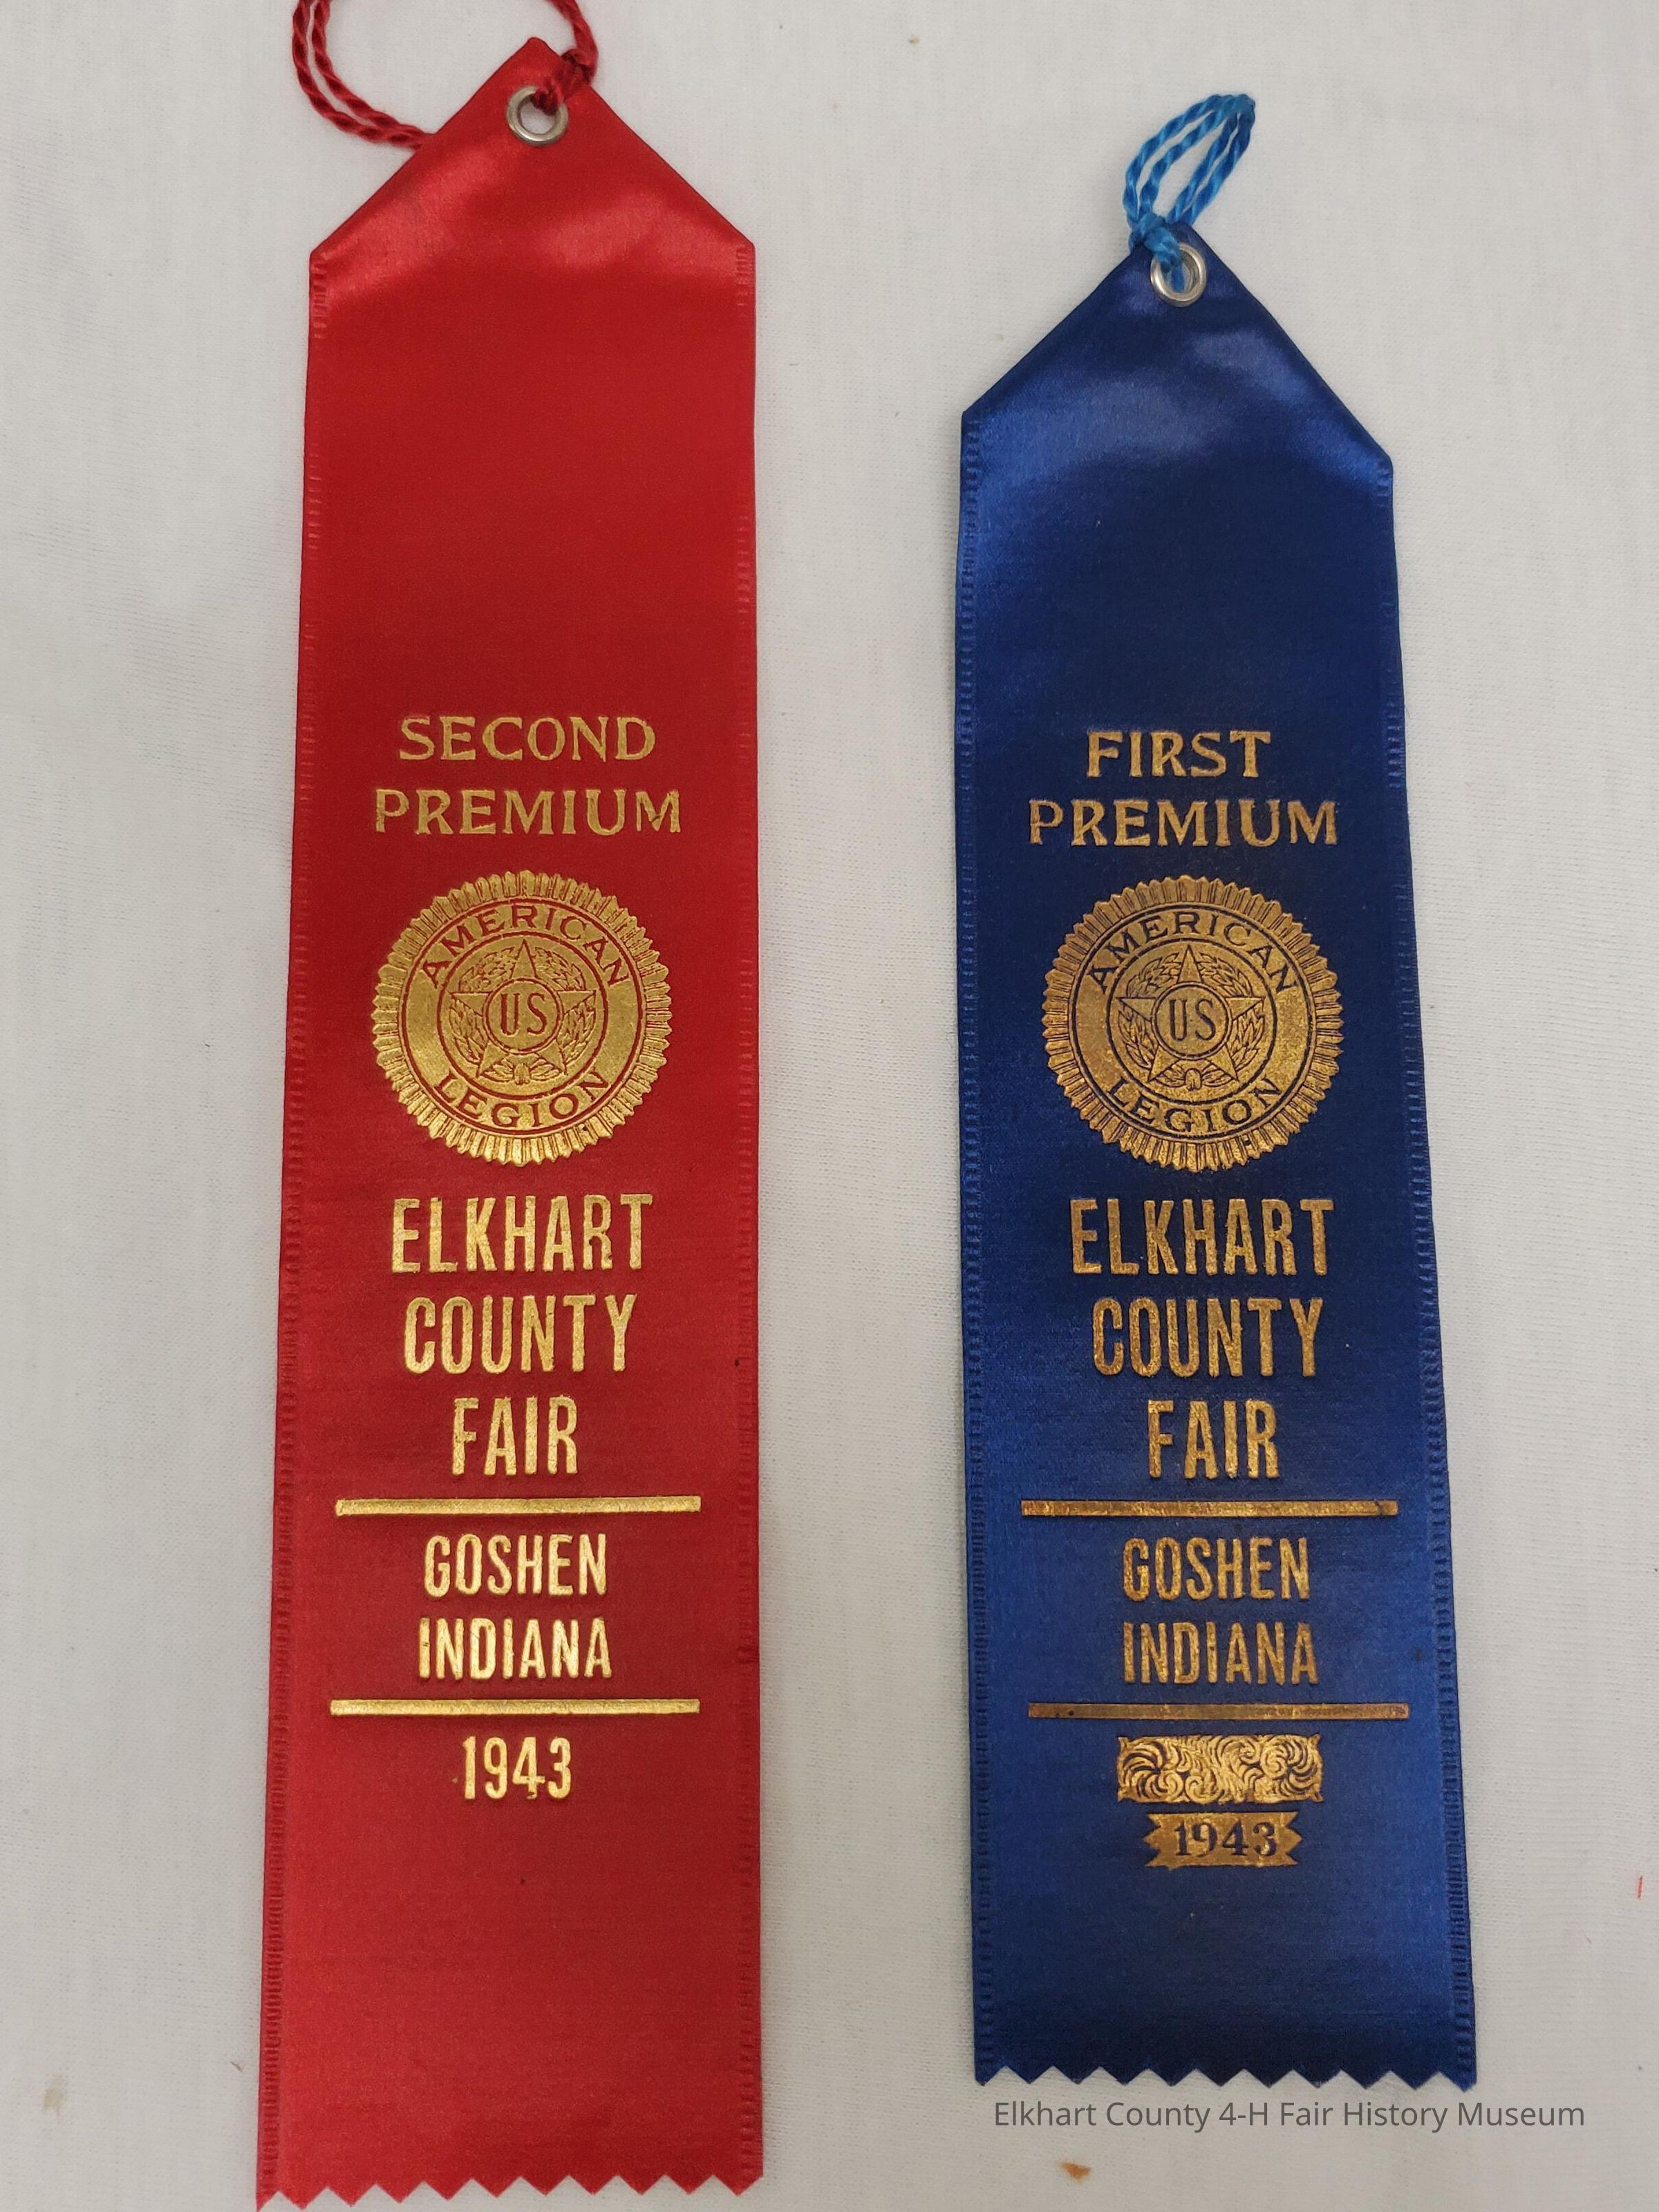 SECOND
PREMIUM
AMERICAN
US
LEGION
ELKHART
COUNTY
FAIR
GOSHEN
INDIANA
1943
FIRST
PREMIUM
AMERICAN
US
LEGION
ELKHART
COUNTY
FAIR
GOSHEN
INDIANA
1943
Elkhart County 4-H Fair History Museum